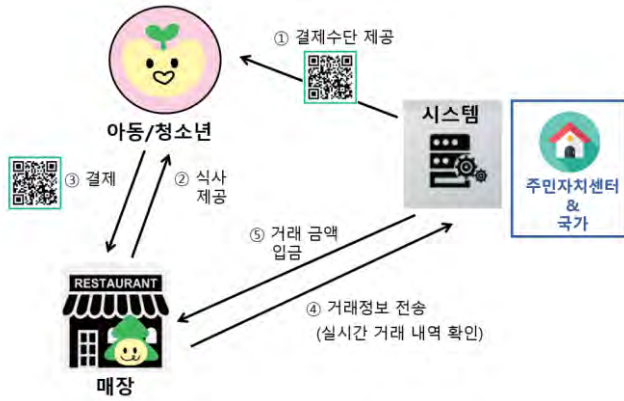 ① 결제수단 제공
시스템
아동/청소년
주민자치센터
&
국가
③ 결제
② 식사
제공
⑤ 거래 금액
입금
RESTAURANT
④ 거래정보 전송
(실시간 거래 내역 확인)
매장